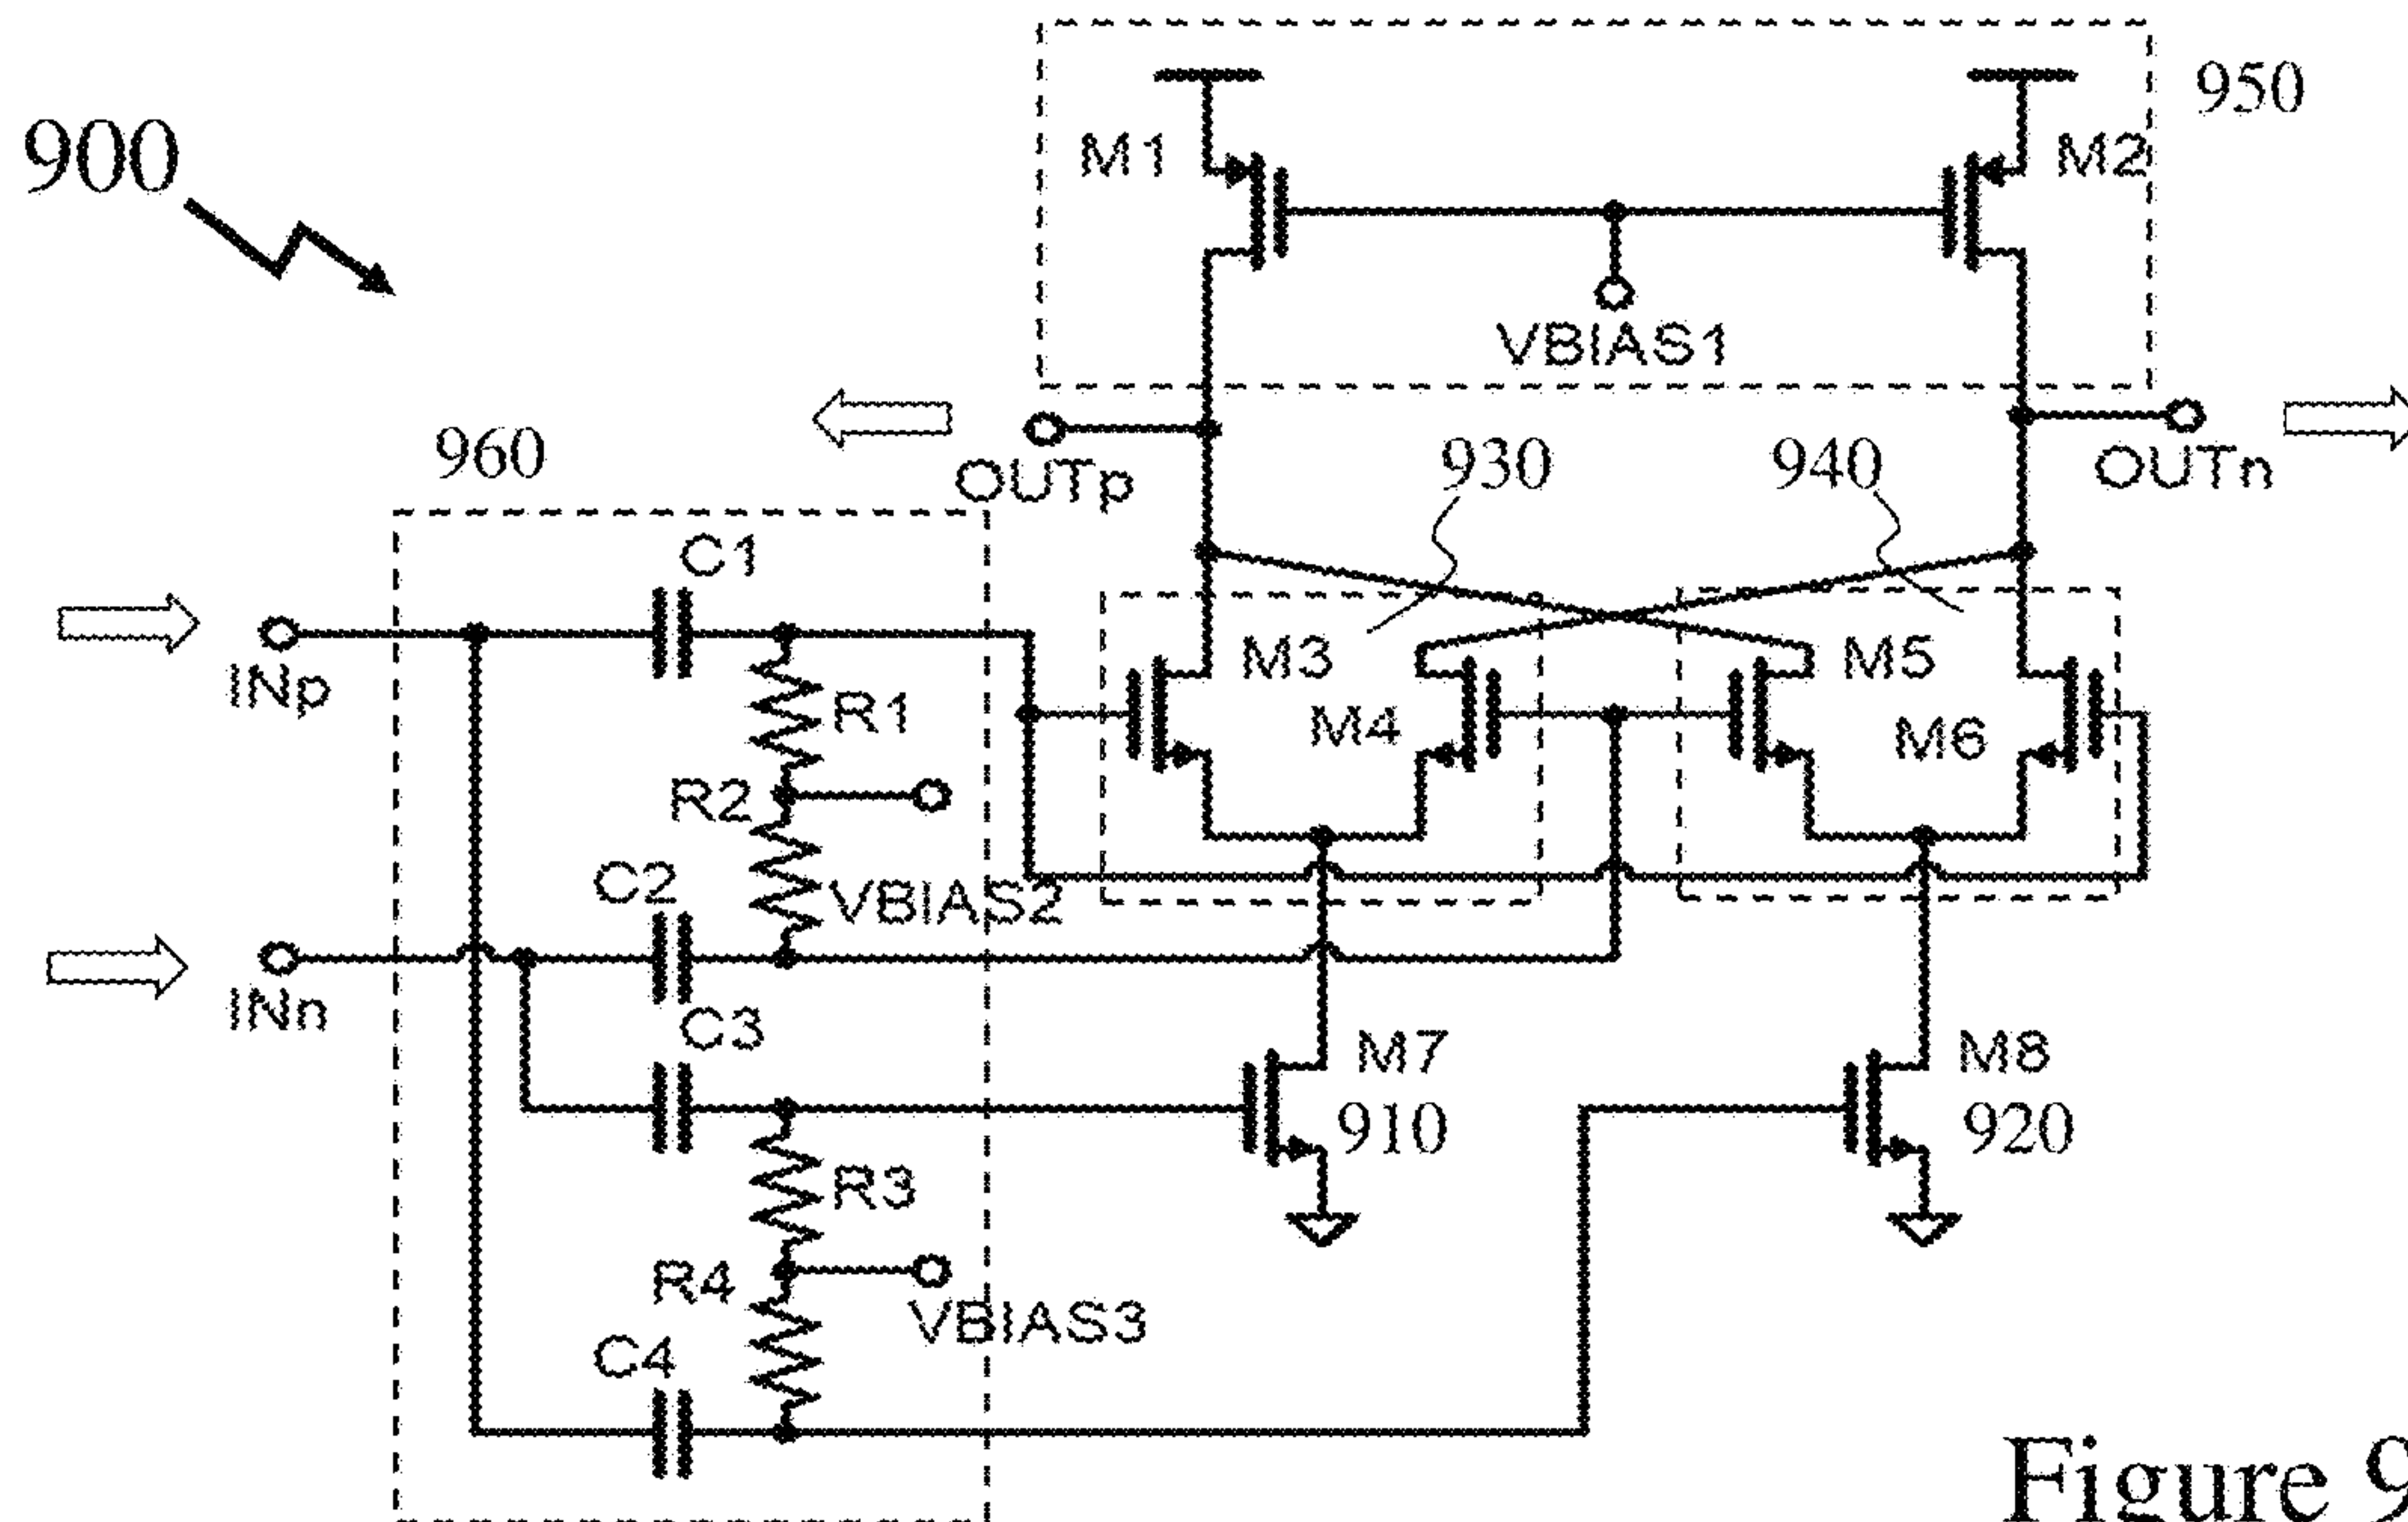 900
950
M1
M2
VBIAS1
960
OUTp
930
940
OUTn
C1
INp
R1
M3
M4
M5
M6
R2
C2
VBIAS2
INn
C3
M7
910
M8
920
R3
R4
VBIAS3
C4
Figure 9